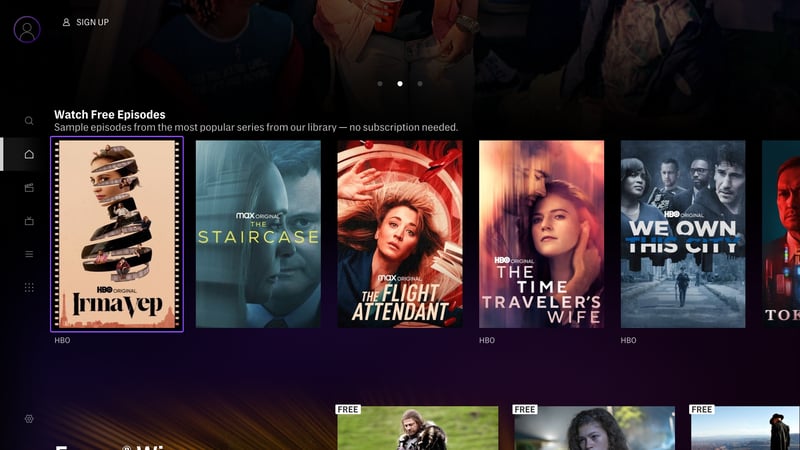 SIGN UP
Watch Free Episodes
Sample episodes from the most popular series from our library — no subscription needed.
HBO ORIGINAL
Irma Vep
HBO
max ORIGINAL
THE
STAIRCASE
max ORIGINAL
THE FLIGHT
ATTENDANT
HBO ORIGINAL
THE
TIME
TRAVELER'S
WIFE
HBO
HBO ORIGINAL
WE OWN
THIS CITY
HBO
TOK
FREE
FREE
FREE